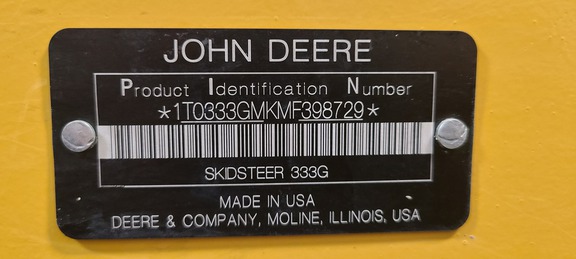 JOHN DEERE
Product Identification Number
*1T0333GMKMF398729*
SKIDSTEER 333G
MADE IN USA
DEERE & COMPANY, MOLINE, ILLINOIS, USA